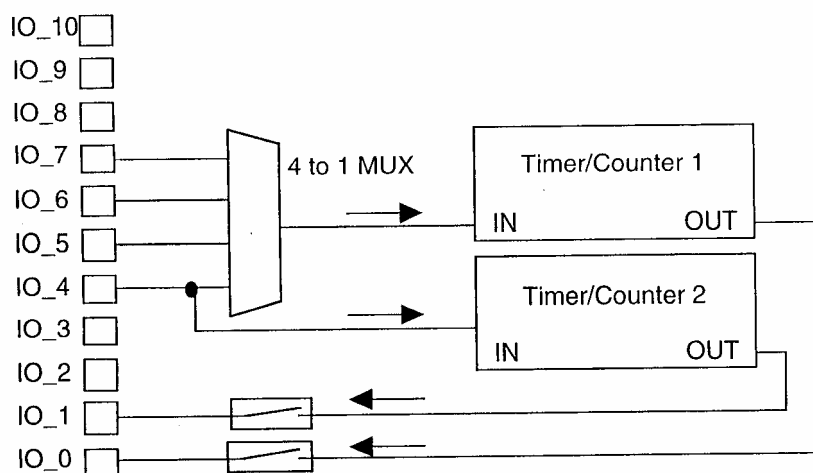 IO_10
IO_9
IO_8
IO_7
IO_6
IO_5
IO_4
IO_3
IO_2
IO_1
IO_0
4 to 1 MUX
Timer/Counter 1
IN OUT
Timer/Counter 2
IN OUT